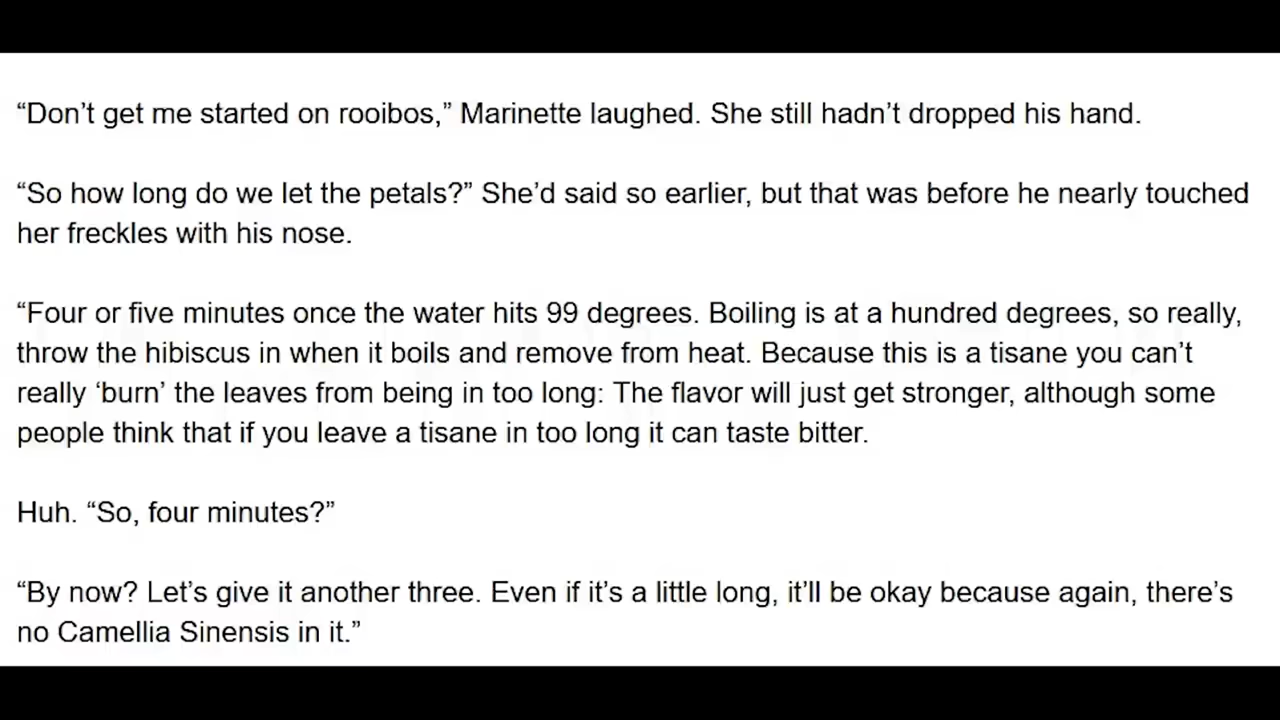 “Don’t get me started on rooibos,” Marinette laughed. She still hadn’t dropped his hand.
“So how long do we let the petals?” She’d said so earlier, but that was before he nearly touched
her freckles with his nose.
“Four or five minutes once the water hits 99 degrees. Boiling is at a hundred degrees, so really,
throw the hibiscus in when it boils and remove from heat. Because this is a tisane you can’t
really ‘burn’ the leaves from being in too long: The flavor will just get stronger, although some
people think that if you leave a tisane in too long it can taste bitter.
Huh. “So, four minutes?”
“By now? Let’s give it another three. Even if it’s a little long, it’ll be okay because again, there’s
no Camellia Sinensis in it.”